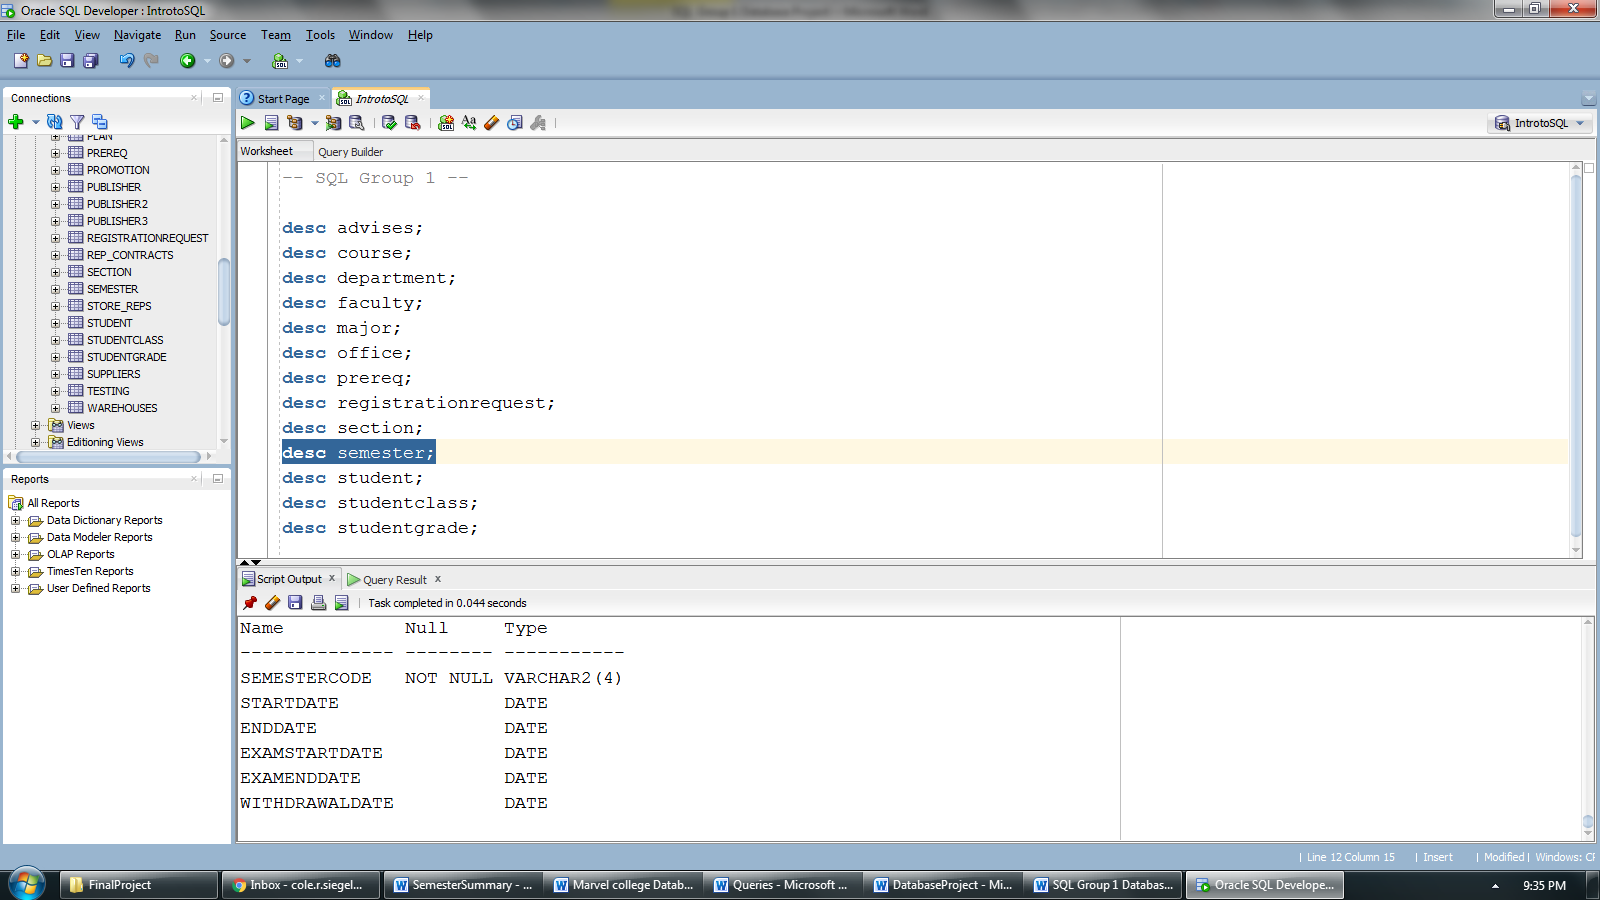 Oracle SQL Developer : IntrotoSQL
File Edit View Navigate Run Source Team Tools Window Help
Connections
PLAN
PREREQ
PROMOTION
PUBLISHER
PUBLISHER2
PUBLISHER3
REGISTRATIONREQUEST
REP_CONTRACTS
SECTION
SEMESTER
STORE_REPS
STUDENT
STUDENTCLASS
STUDENTGRADE
SUPPLIERS
TESTING
WAREHOUSES
Views
Editioning Views
Reports
All Reports
Data Dictionary Reports
Data Modeler Reports
OLAP Reports
TimesTen Reports
User Defined Reports
Start Page IntrotoSQL
IntrotoSQL
Worksheet Query Builder
-- SQL Group 1 --
desc advises;
desc course;
desc department;
desc faculty;
desc major;
desc office;
desc prereq;
desc registrationrequest;
desc section;
desc semester;
desc student;
desc studentclass;
desc studentgrade;
Script Output Query Result
Task completed in 0.044 seconds
Name Null Type
-------------- -------- -----------
SEMESTERCODE NOT NULL VARCHAR2(4)
STARTDATE DATE
ENDDATE DATE
EXAMSTARTDATE DATE
EXAMENDDATE DATE
WITHDRAWALDATE DATE
Line 12 Column 15 Insert Modified Windows: CF
FinalProject Inbox - cole.r.siegel... SemesterSummary - ... Marvel college Datab... Queries - Microsoft ... DatabaseProject - Mi... SQL Group 1 Databas... Oracle SQL Develope... 9:35 PM